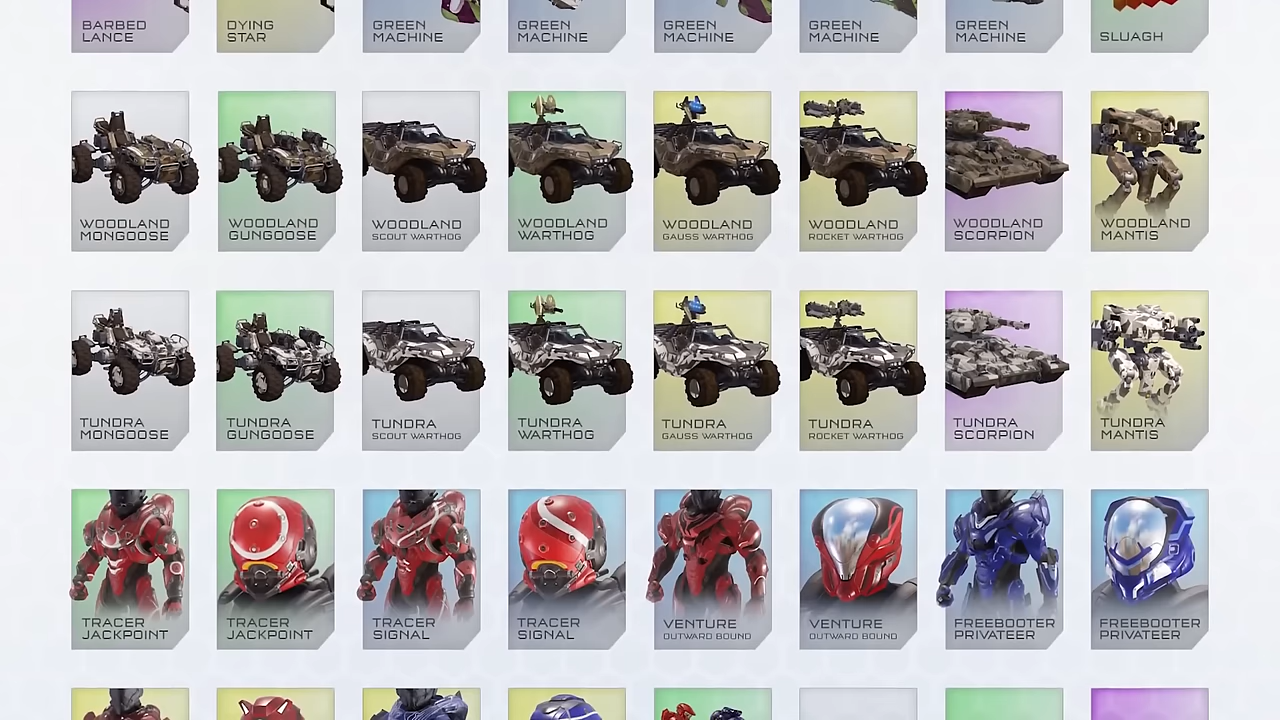 BARBED
LANCE
DYING
STAR
GREEN
MACHINE
GREEN
MACHINE
GREEN
MACHINE
GREEN
MACHINE
GREEN
MACHINE
SLUAGH
WOODLAND
MONGOOSE
WOODLAND
GUNGOOSE
WOODLAND
SCOUT WARTHOG
WOODLAND
WARTHOG
WOODLAND
GAUSS WARTHOG
WOODLAND
ROCKET WARTHOG
WOODLAND
SCORPION
WOODLAND
MANTIS
TUNDRA
MONGOOSE
TUNDRA
GUNGOOSE
TUNDRA
SCOUT WARTHOG
TUNDRA
WARTHOG
TUNDRA
GAUSS WARTHOG
TUNDRA
ROCKET WARTHOG
TUNDRA
SCORPION
TUNDRA
MANTIS
TRACER
JACKPOINT
TRACER
JACKPOINT
TRACER
SIGNAL
TRACER
SIGNAL
VENTURE
OUTWARD BOUND
VENTURE
OUTWARD BOUND
FREEBOOTER
PRIVATEER
FREEBOOTER
PRIVATEER